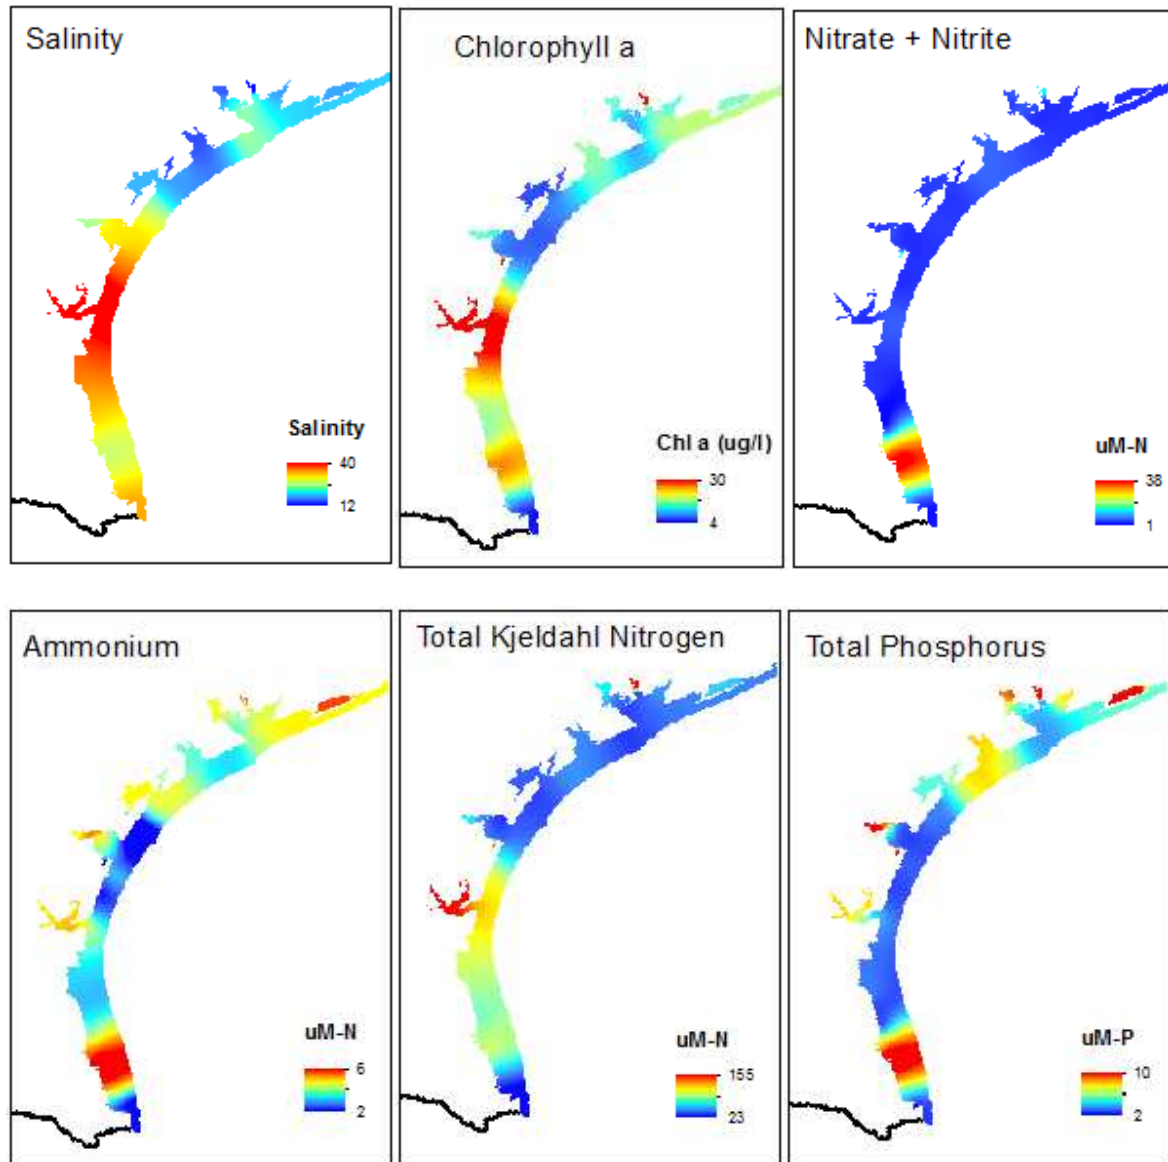 Salinity
Salinity
40
12
Chlorophyll a
Chl a (ug/l)
30
4
Nitrate + Nitrite
uM-N
38
1
Ammonium
uM-N
6
2
Total Kjeldahl Nitrogen
uM-N
155
23
Total Phosphorus
uM-P
10
2